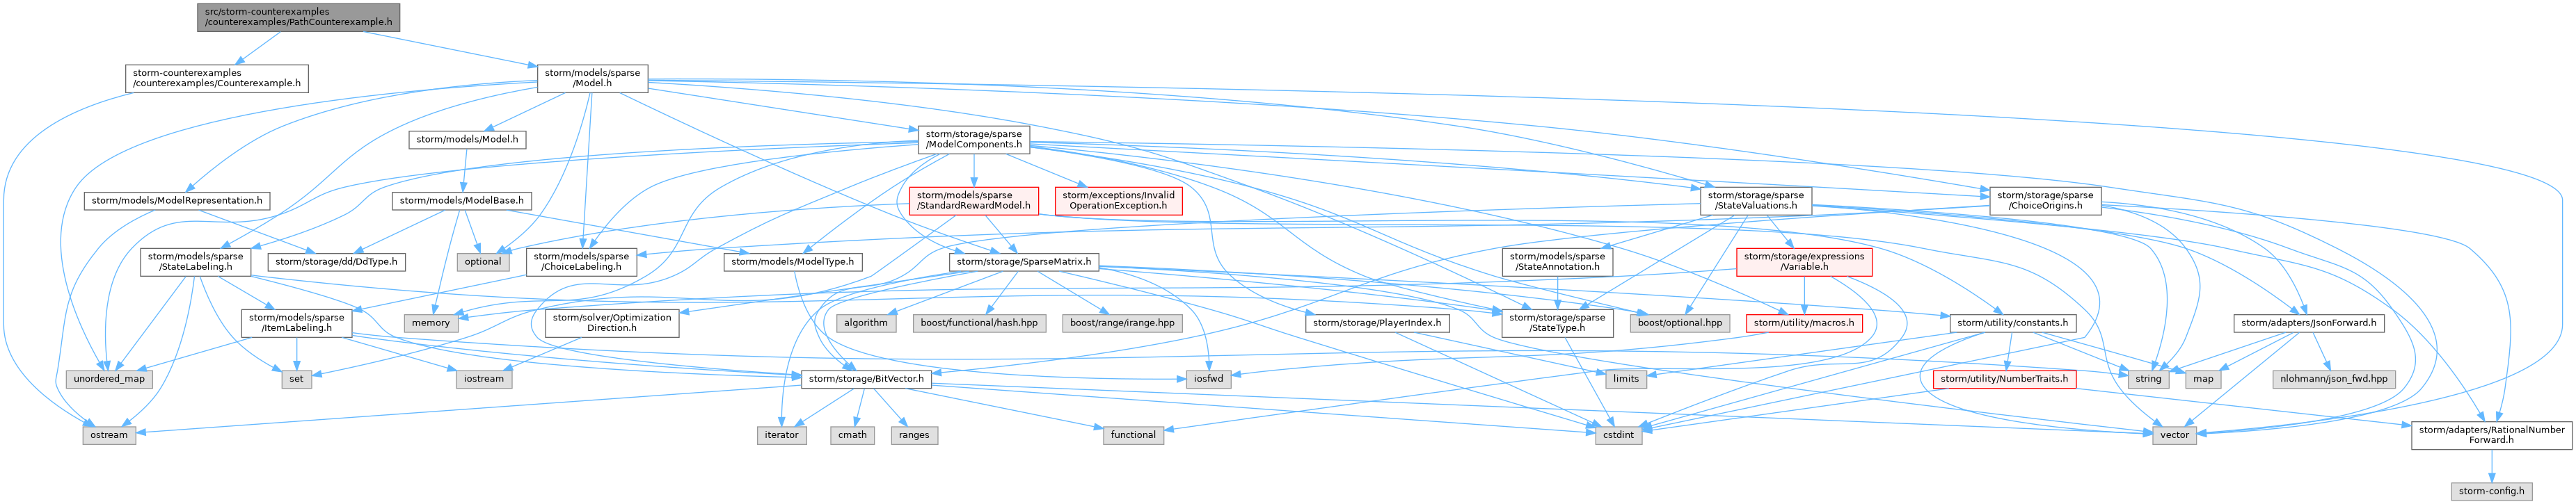 src/storm-counterexamples
/counterexamples/PathCounterexample.h
storm-counterexamples
/counterexamples/Counterexample.h
storm/models/sparse
/Model.h
storm/models/Model.h
storm/storage/sparse
/ModelComponents.h
storm/models/ModelRepresentation.h
storm/models/ModelBase.h
storm/models/sparse
/StandardRewardModel.h
storm/exceptions/Invalid
OperationException.h
storm/storage/sparse
/StateValuations.h
storm/storage/sparse
/ChoiceOrigins.h
storm/models/sparse
/StateLabeling.h
storm/storage/dd/DdType.h
optional
storm/models/sparse
/ChoiceLabeling.h
storm/models/ModelType.h
storm/storage/SparseMatrix.h
storm/models/sparse
/StateAnnotation.h
storm/storage/expressions
/Variable.h
storm/models/sparse
/ItemLabeling.h
memory
storm/solver/Optimization
Direction.h
algorithm
boost/functional/hash.hpp
boost/range/irange.hpp
storm/storage/PlayerIndex.h
storm/storage/sparse
/StateType.h
boost/optional.hpp
storm/utility/macros.h
storm/utility/constants.h
storm/adapters/JsonForward.h
unordered_map
set
iostream
storm/storage/BitVector.h
iosfwd
limits
storm/utility/NumberTraits.h
string
map
nlohmann/json_fwd.hpp
ostream
iterator
cmath
ranges
functional
cstdint
vector
storm/adapters/RationalNumber
Forward.h
storm-config.h